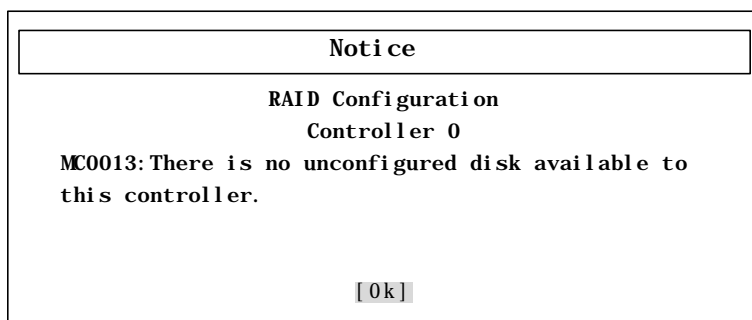 Notice
RAID Configuration
Controller 0
MC0013:There is no unconfigured disk available to
this controller.
[Ok]